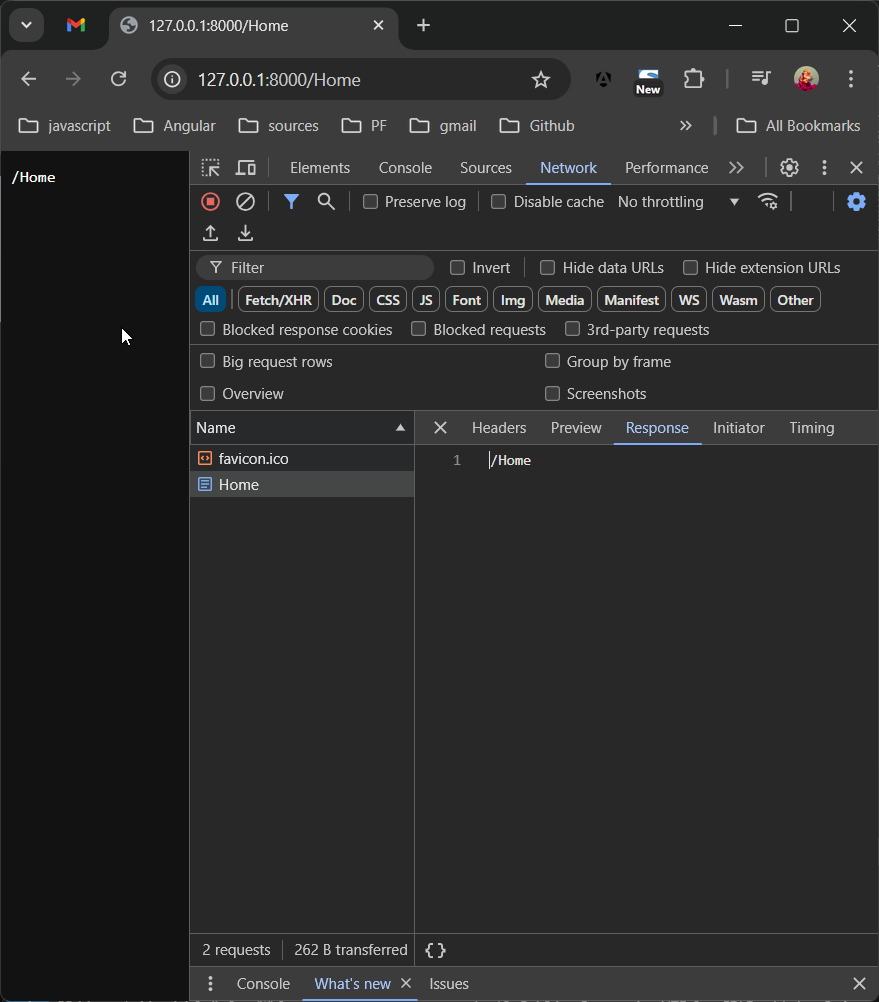 127.0.0.1:8000/Home
127.0.0.1:8000/Home
New
javascript Angular sources PF gmail Github All Bookmarks
/Home
Elements Console Sources Network Performance
Preserve log Disable cache No throttling
Filter Invert Hide data URLs Hide extension URLs
All Fetch/XHR Doc CSS JS Font Img Media Manifest WS Wasm Other
Blocked response cookies Blocked requests 3rd-party requests
Big request rows Group by frame
Overview Screenshots
Name Headers Preview Response Initiator Timing
favicon.ico 1 /Home
Home
2 requests 262 B transferred {}
Console What's new Issues